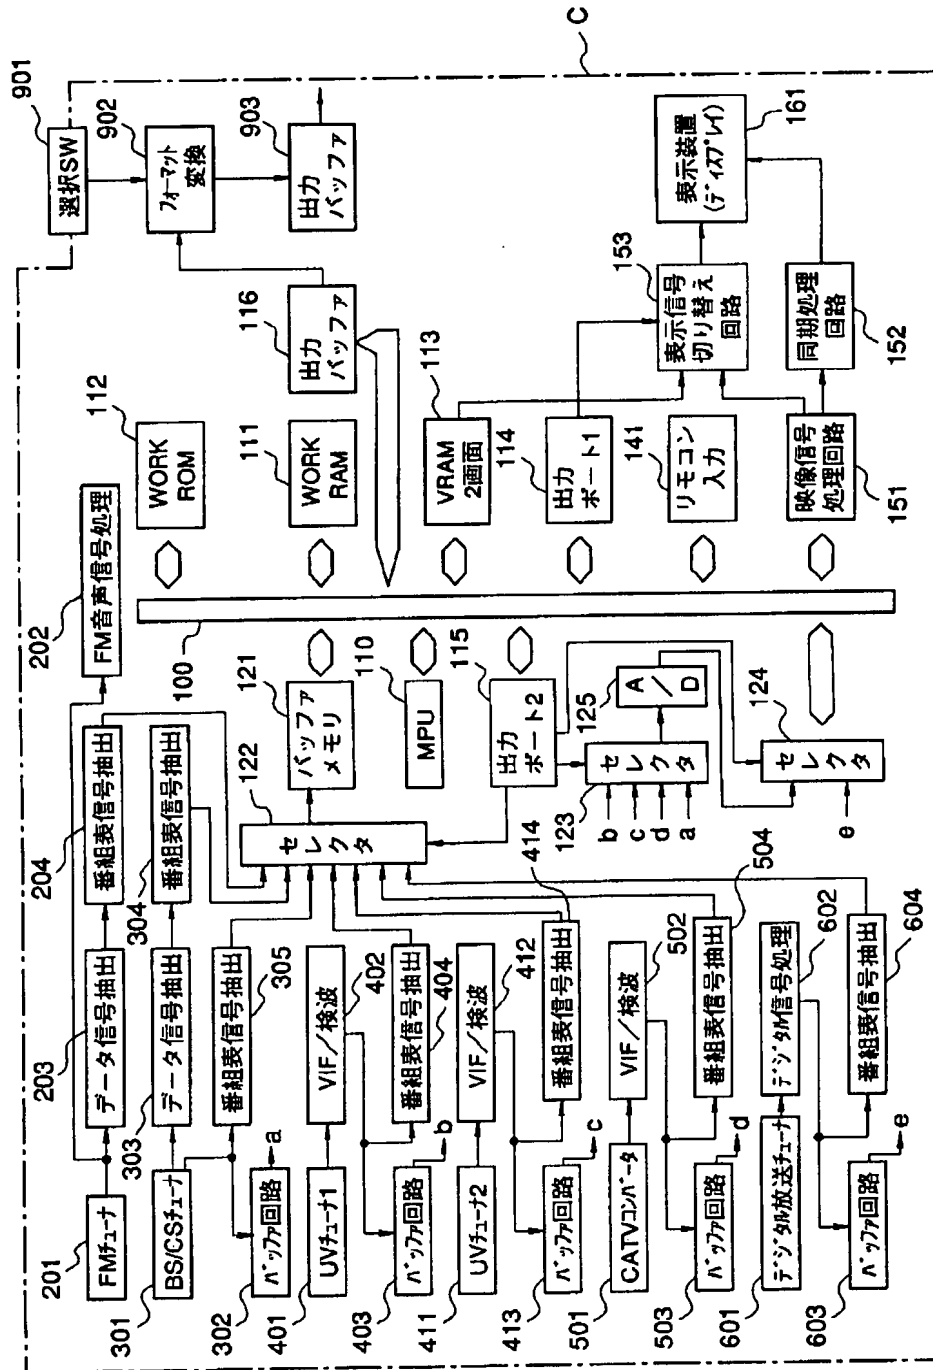 901
選択SW
902
フォーマット
変換
903
出力
バッファ
C
112
WORK
ROM
111
WORK
RAM
116
出力
バッファ
113
VRAM
2画面
114
出力
ポート1
141
リモコン
入力
151
映像信号
処理回路
152
同期処理
回路
153
表示信号
切り替え
回路
161
表示装置
(ディスプレイ)
202
FM音声信号処理
100
121
バッファ
メモリ
110
MPU
115
出力
ポート2
122
セレクタ
123
セレクタ
b
c
d
a
125
A/D
124
セレクタ
e
201
FMチューナ
203
データ信号抽出
204
番組表信号抽出
301
BS/CSチューナ
303
データ信号抽出
304
番組表信号抽出
302
バッファ回路
a
305
番組表信号抽出
401
UVチューナ1
402
VIF/検波
403
バッファ回路
b
404
番組表信号抽出
411
UVチューナ2
412
VIF/検波
413
バッファ回路
c
414
番組表信号抽出
501
CATVコンバータ
502
VIF/検波
503
バッファ回路
d
504
番組表信号抽出
601
デジタル放送チューナ
602
デジタル信号処理
603
バッファ回路
e
604
番組表信号抽出